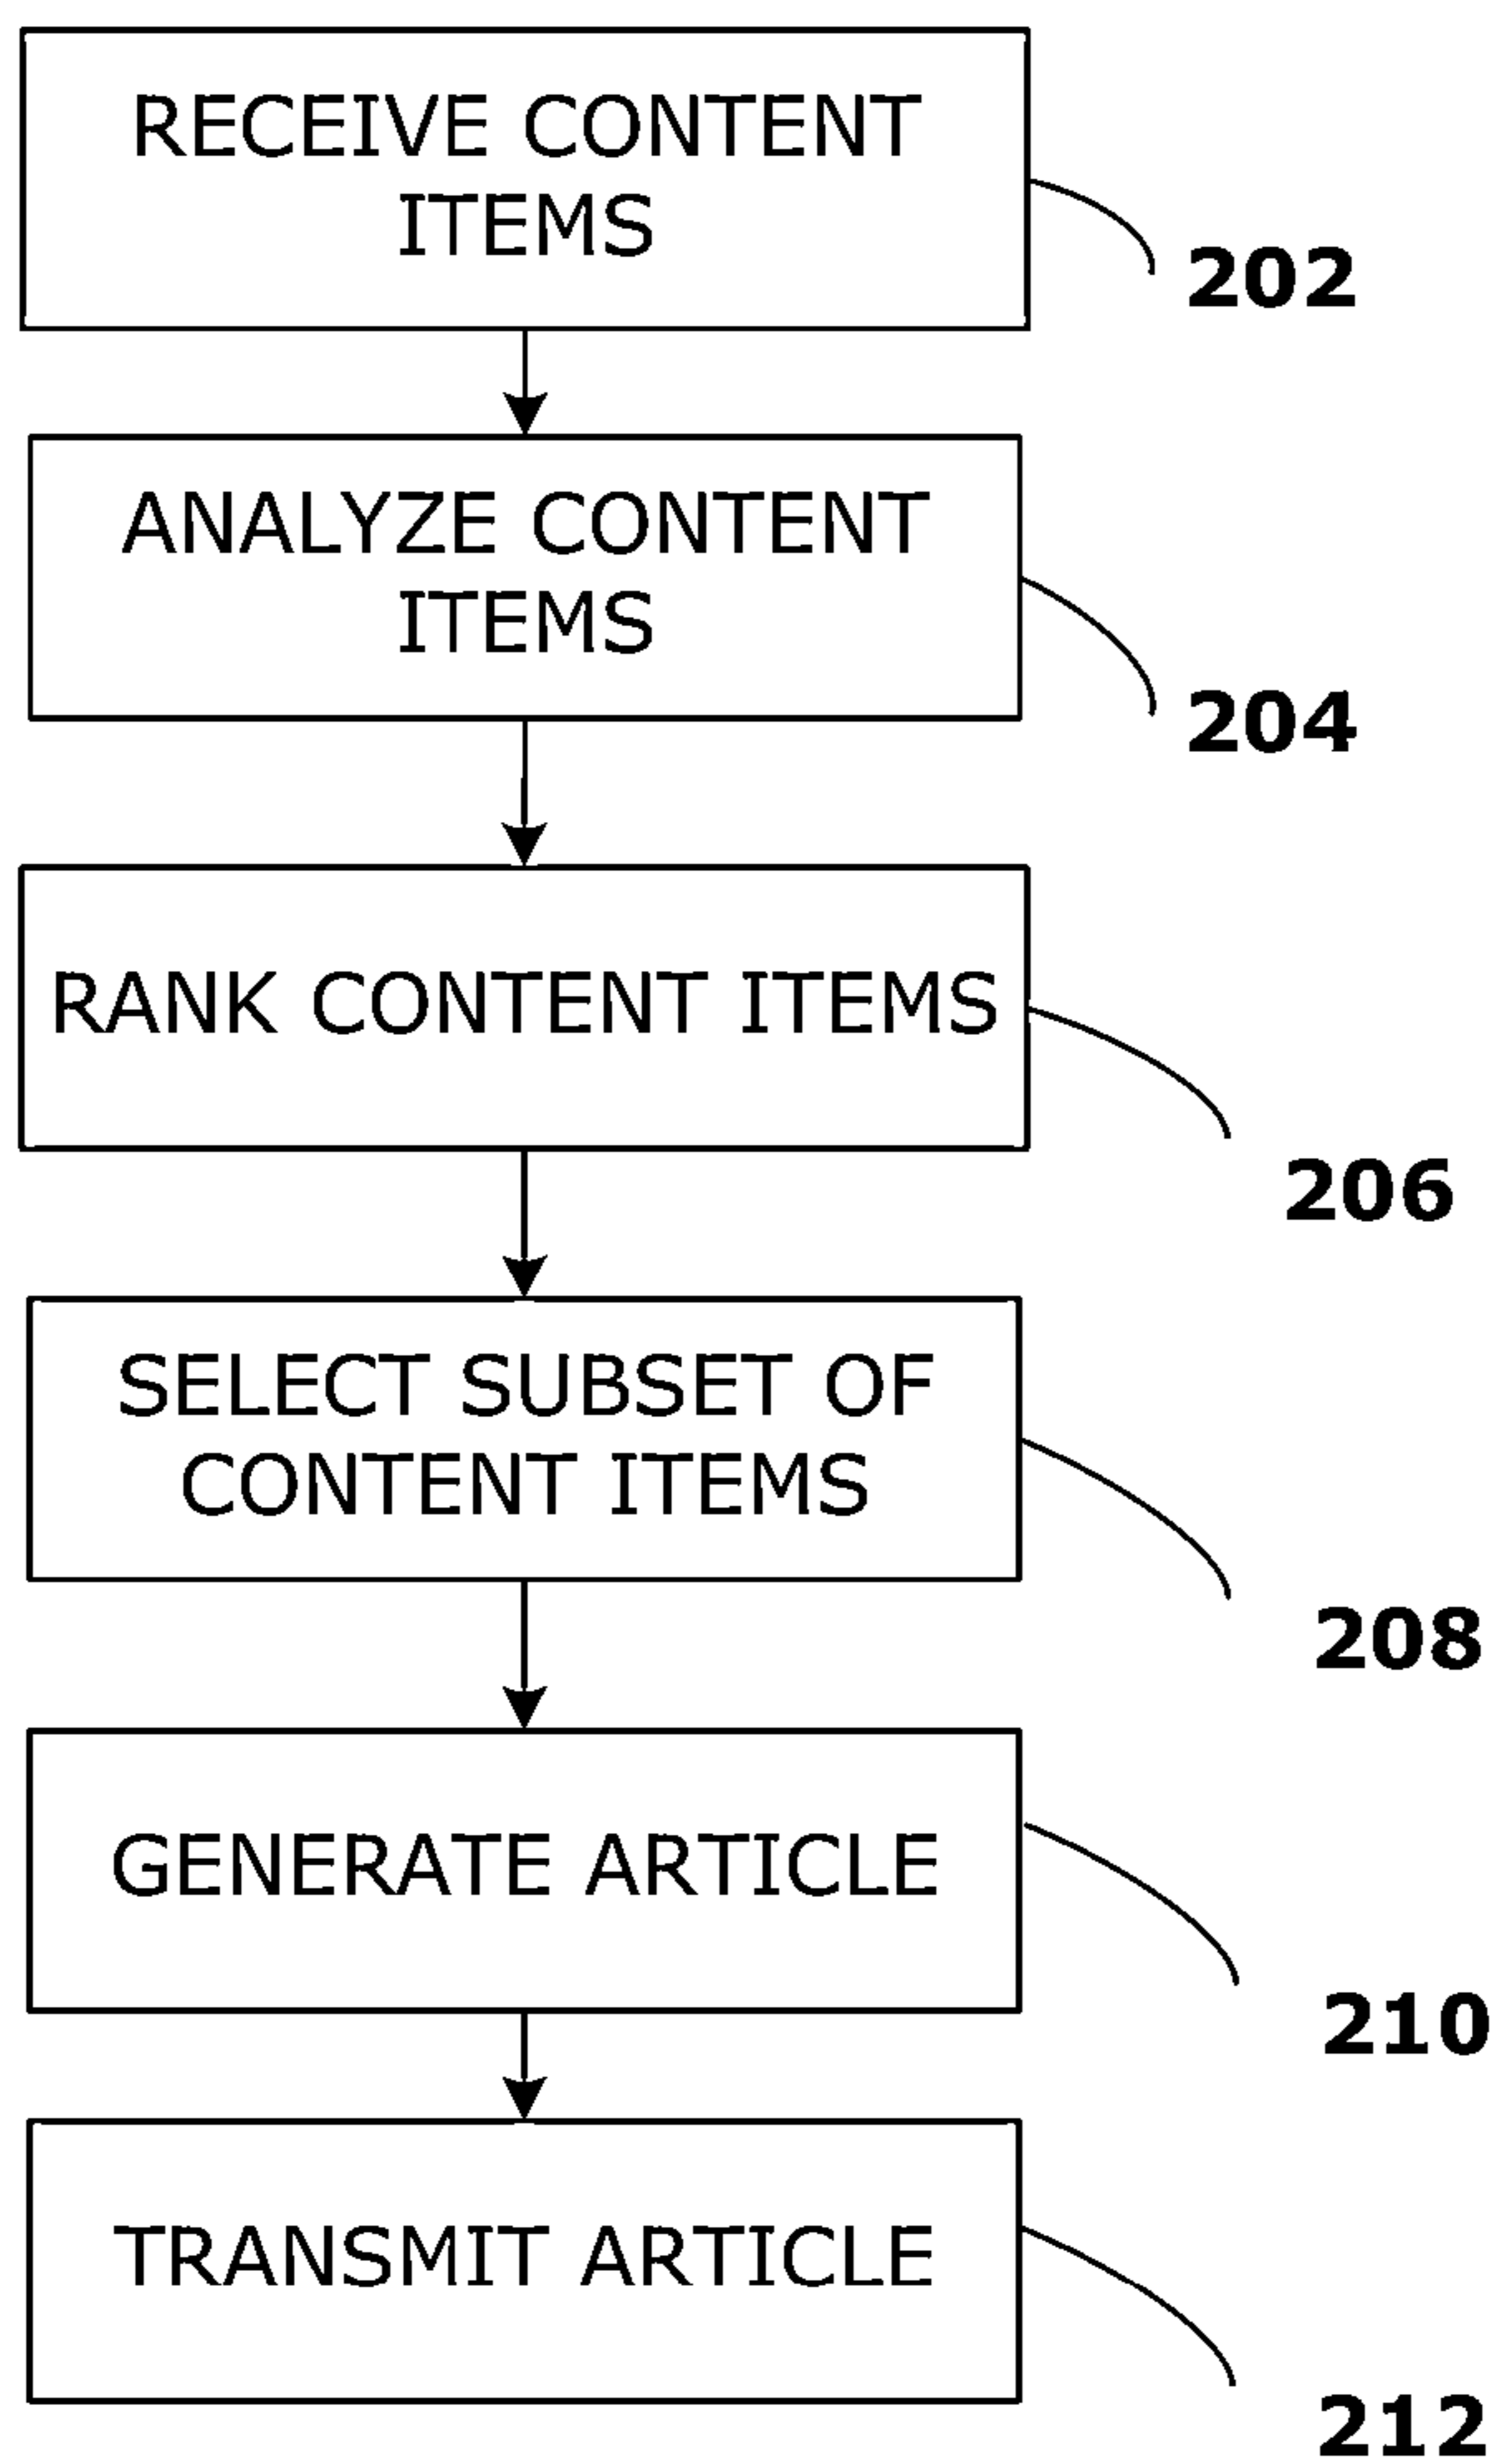 RECEIVE CONTENT
ITEMS
202
ANALYZE CONTENT
ITEMS
204
RANK CONTENT ITEMS
206
SELECT SUBSET OF
CONTENT ITEMS
208
GENERATE ARTICLE
210
TRANSMIT ARTICLE
212